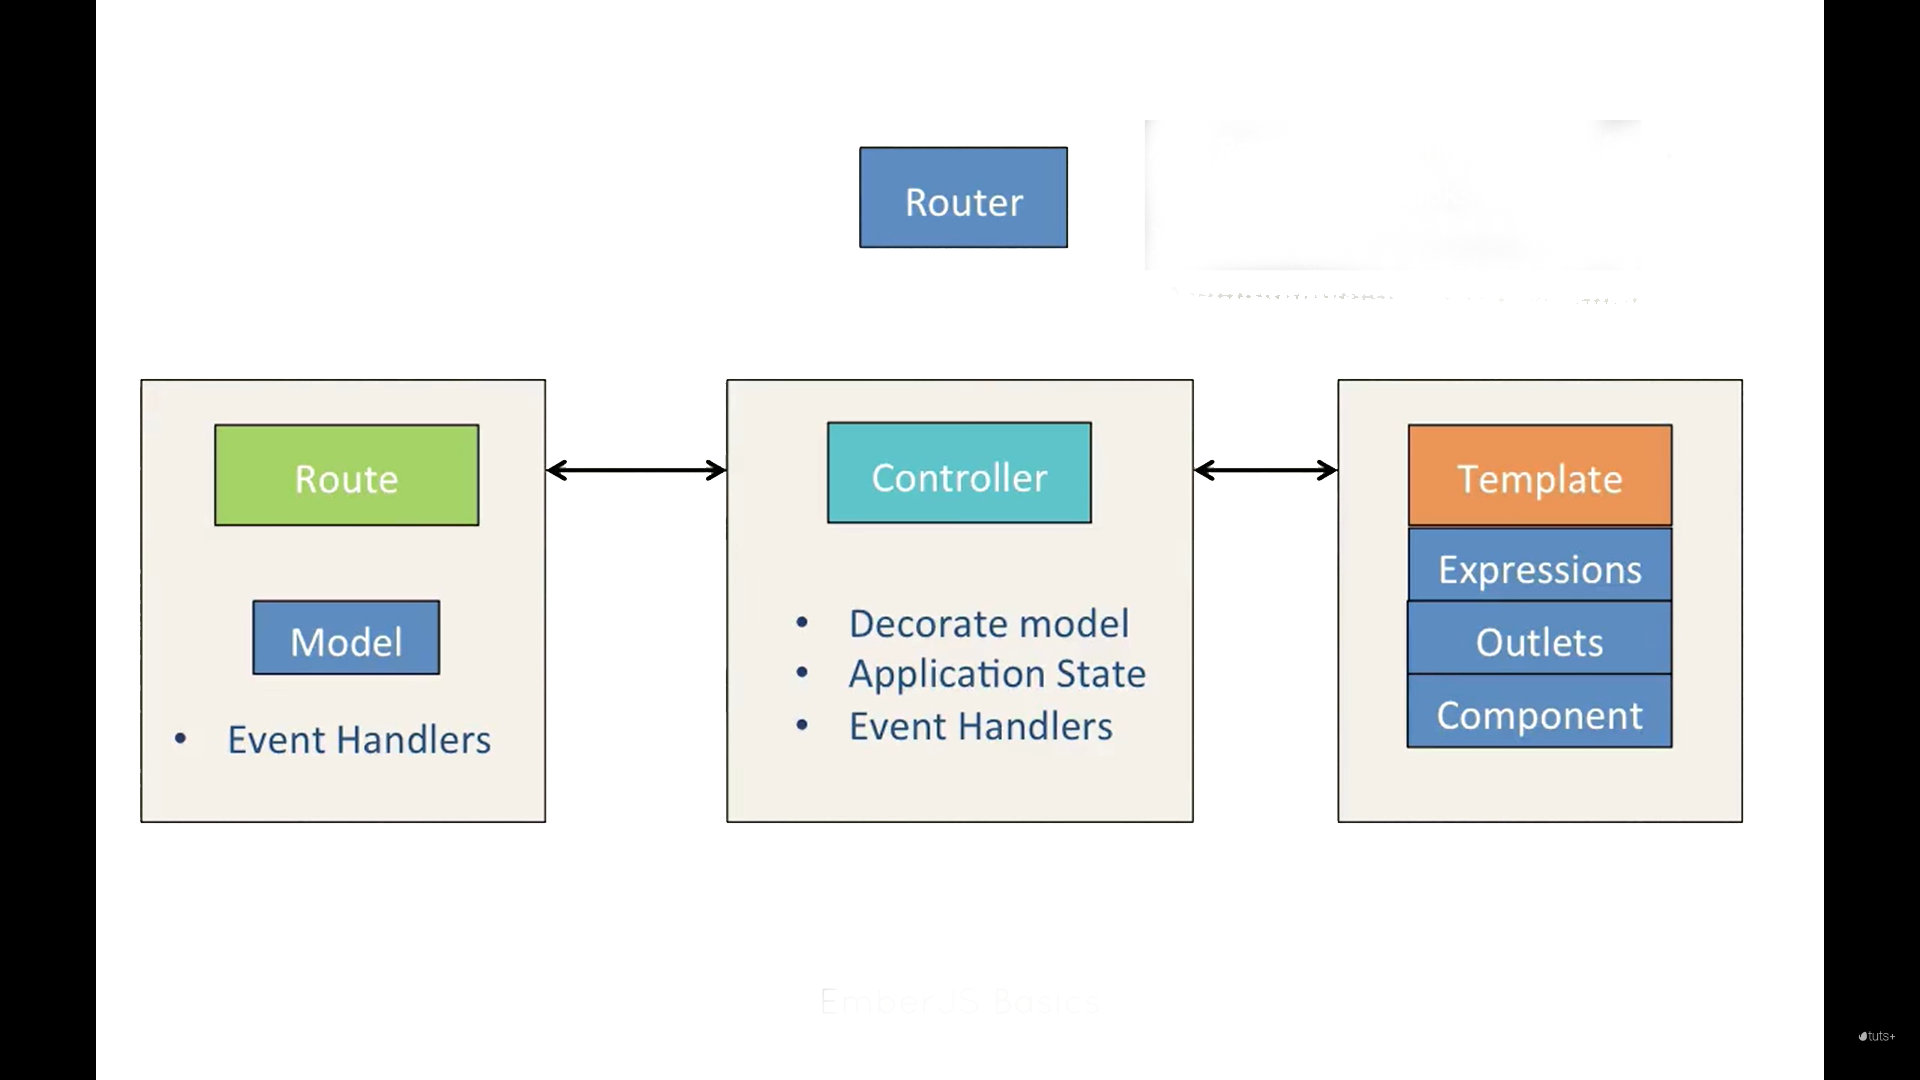 Router
Route
Model
• Event Handlers
Controller
• Decorate model
• Application State
• Event Handlers
Template
Expressions
Outlets
Component
EmberJS Basics
tuts+